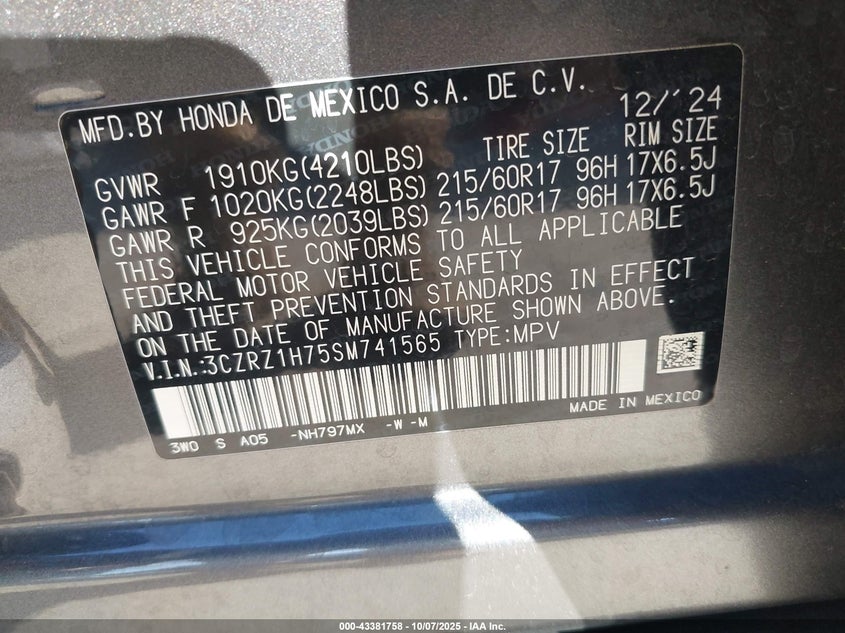 MFD.BY HONDA DE MEXICO S.A. DE C.V. 12/'24
TIRE SIZE RIM SIZE
GVWR 1910KG(4210LBS)
GAWR F 1020KG(2248LBS) 215/60R17 96H 17X6.5J
GAWR R 925KG(2039LBS) 215/60R17 96H 17X6.5J
THIS VEHICLE CONFORMS TO ALL APPLICABLE
FEDERAL MOTOR VEHICLE SAFETY
AND THEFT PREVENTION STANDARDS IN EFFECT
ON THE DATE OF MANUFACTURE SHOWN ABOVE.
V.I.N.:3CZRZ1H75SM741565 TYPE:MPV
MADE IN MEXICO
3W0 S A05 -NH797MX -W -M
000-43381758 - 10/07/2025 - IAA Inc.